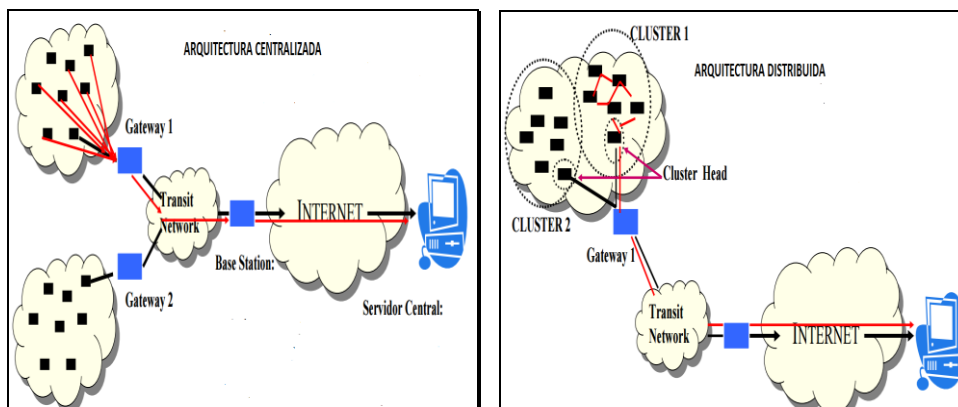 ARQUITECTURA CENTRALIZADA
Gateway 1
Transit
Network
INTERNET
Base Station:
Gateway 2
Servidor Central:
CLUSTER 1
ARQUITECTURA DISTRIBUIDA
Cluster Head
CLUSTER 2
Gateway 1
Transit
Network
INTERNET